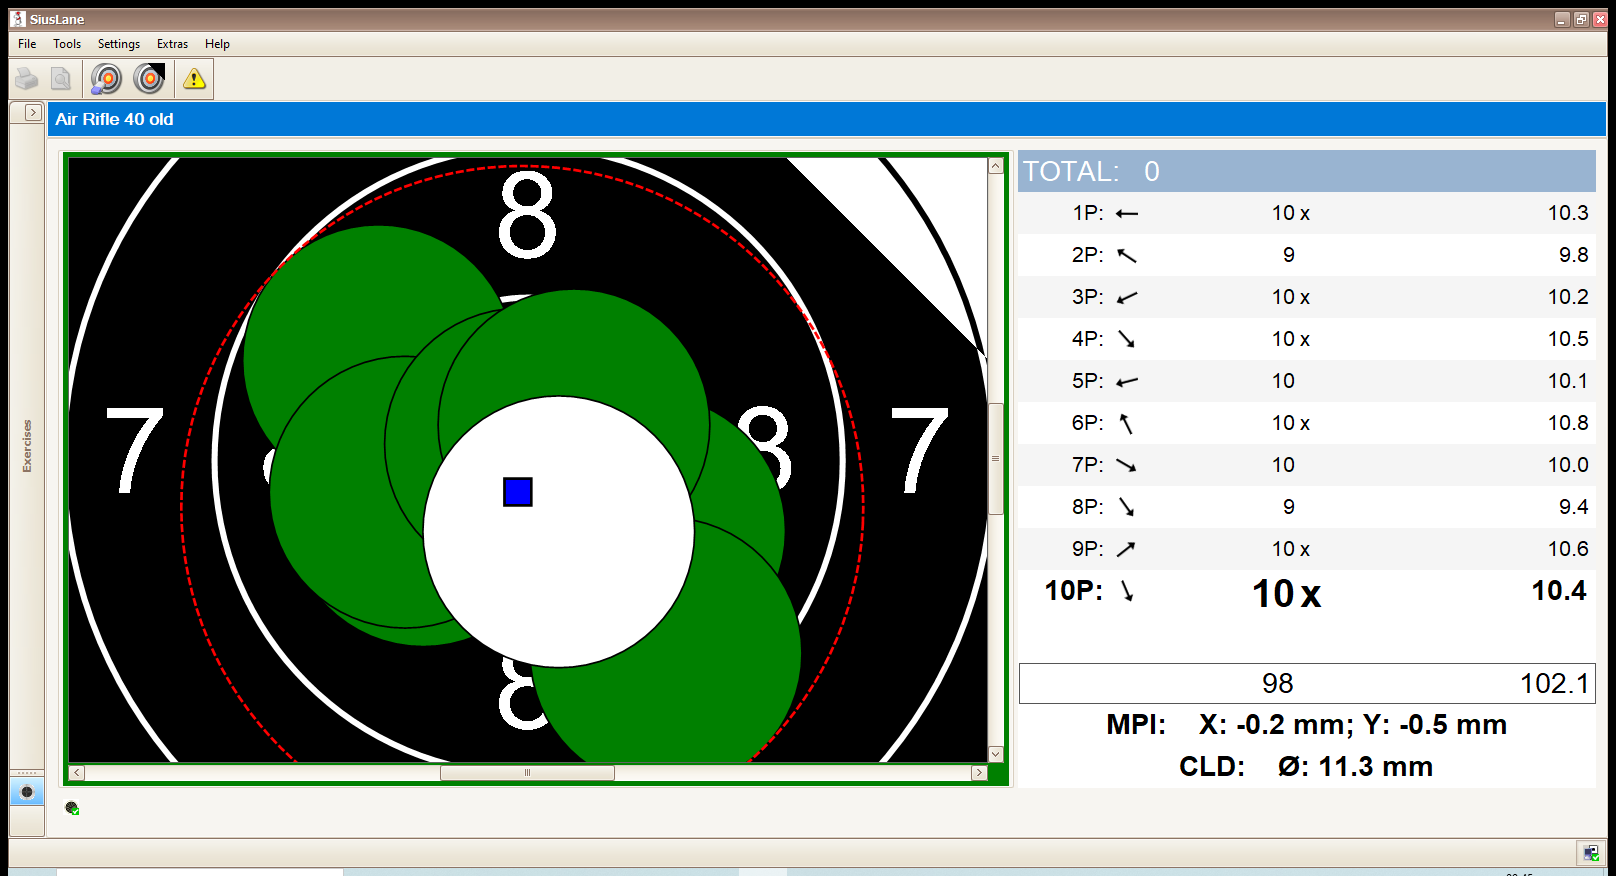 SiusLane
File Tools Settings Extras Help
Air Rifle 40 old
Exercises
8
7 8 7
8
TOTAL: 0
1P: 10 x 10.3
2P: 9 9.8
3P: 10 x 10.2
4P: 10 x 10.5
5P: 10 10.1
6P: 10 x 10.8
7P: 10 10.0
8P: 9 9.4
9P: 10 x 10.6
10P: 10 x 10.4
98 102.1
MPI: X: -0.2 mm; Y: -0.5 mm
CLD: Ø: 11.3 mm